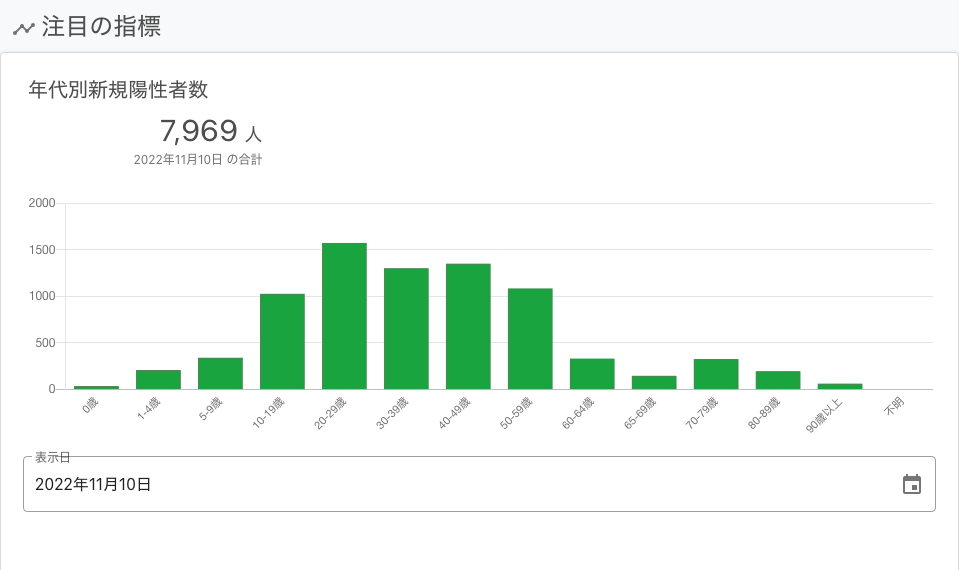 注目の指標
年代別新規陽性者数
7,969 人
2022年11月10日 の合計
2000
1500
1000
500
0
0歳
1-4歳
5-9歳
10-19歳
20-29歳
30-39歳
40-49歳
50-59歳
60-64歳
65-69歳
70-79歳
80-89歳
90歳以上
不明
表示日
2022年11月10日